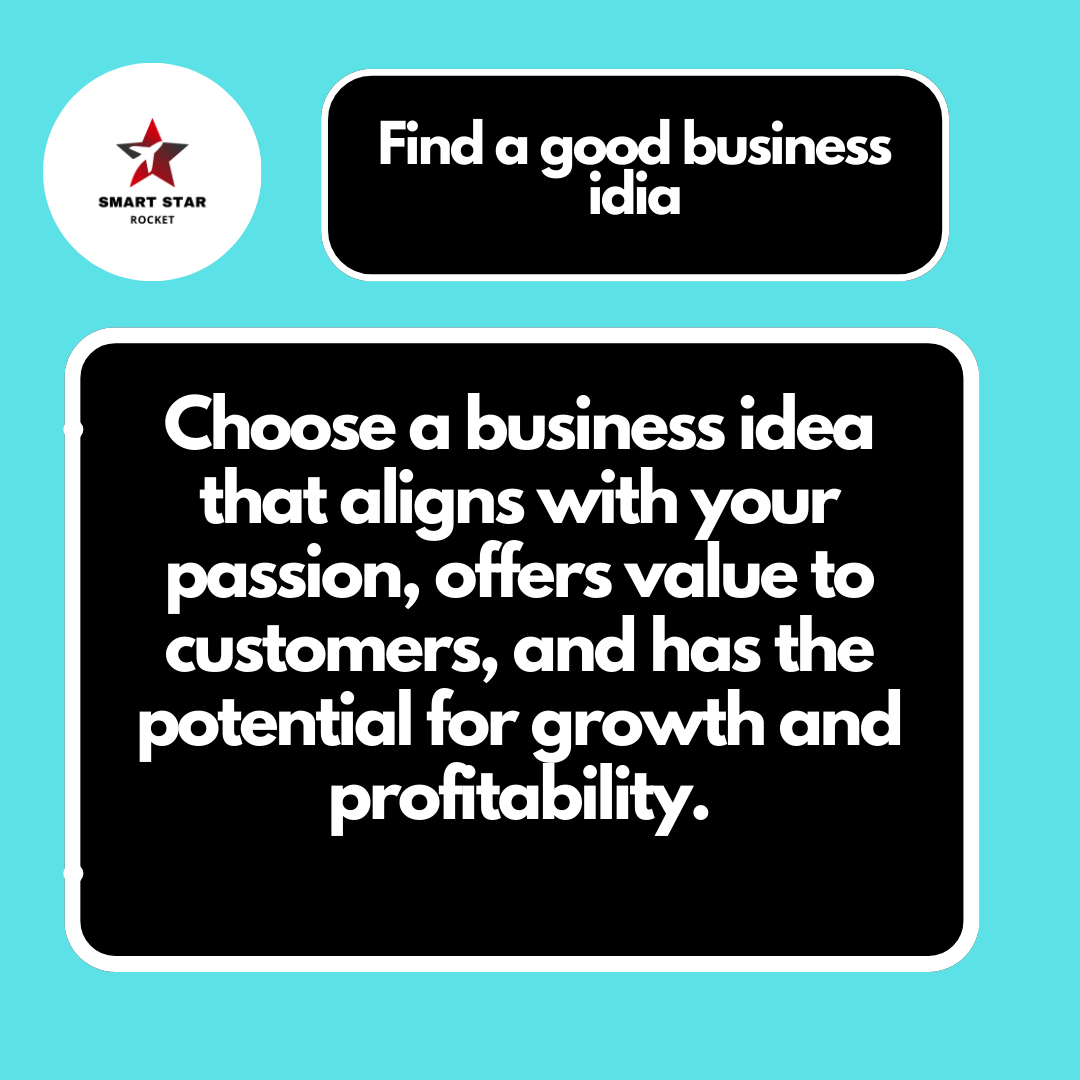 SMART STAR
ROCKET
Find a good business
idia
Choose a business idea
that aligns with your
passion, offers value to
customers, and has the
potential for growth and
profitability.